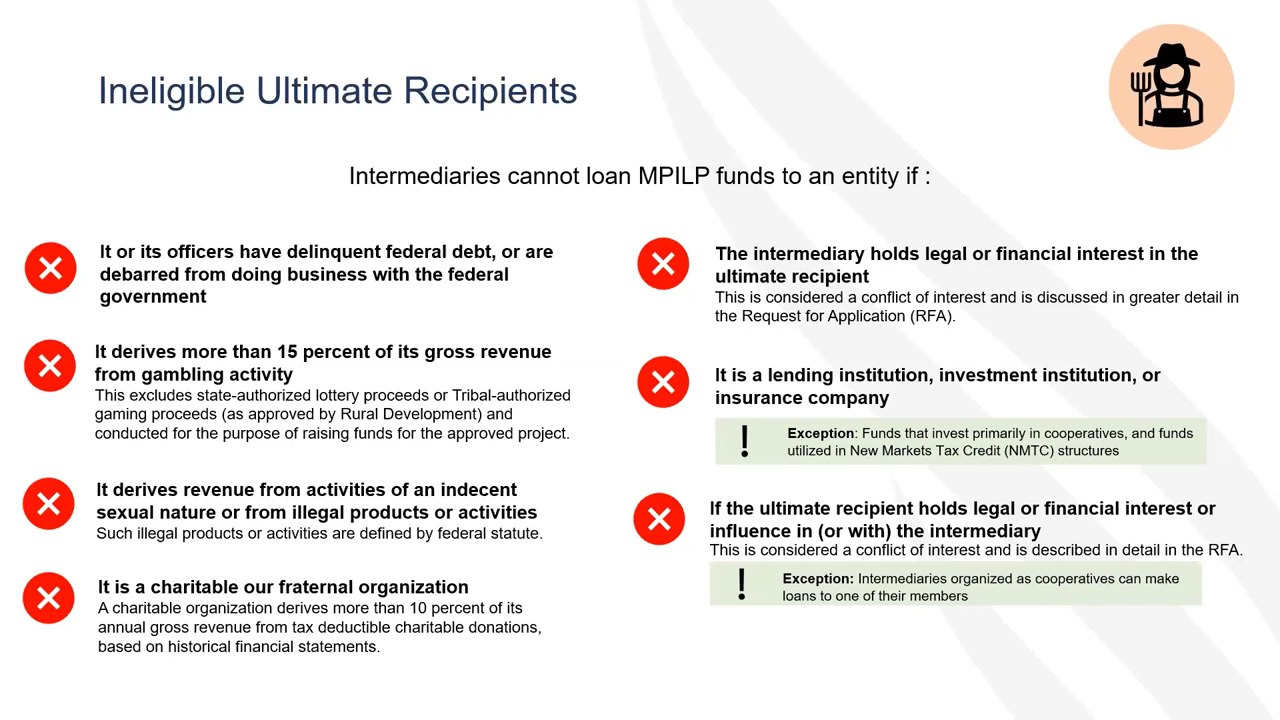 Ineligible Ultimate Recipients
Intermediaries cannot loan MPILP funds to an entity if :
It or its officers have delinquent federal debt, or are
debarred from doing business with the federal
government
It derives more than 15 percent of its gross revenue
from gambling activity
This excludes state-authorized lottery proceeds or Tribal-authorized
gaming proceeds (as approved by Rural Development) and
conducted for the purpose of raising funds for the approved project.
It derives revenue from activities of an indecent
sexual nature or from illegal products or activities
Such illegal products or activities are defined by federal statute.
It is a charitable our fraternal organization
A charitable organization derives more than 10 percent of its
annual gross revenue from tax deductible charitable donations,
based on historical financial statements.
The intermediary holds legal or financial interest in the
ultimate recipient
This is considered a conflict of interest and is discussed in greater detail in
the Request for Application (RFA).
It is a lending institution, investment institution, or
insurance company
! Exception: Funds that invest primarily in cooperatives, and funds
utilized in New Markets Tax Credit (NMTC) structures
If the ultimate recipient holds legal or financial interest or
influence in (or with) the intermediary
This is considered a conflict of interest and is described in detail in the RFA.
! Exception: Intermediaries organized as cooperatives can make
loans to one of their members